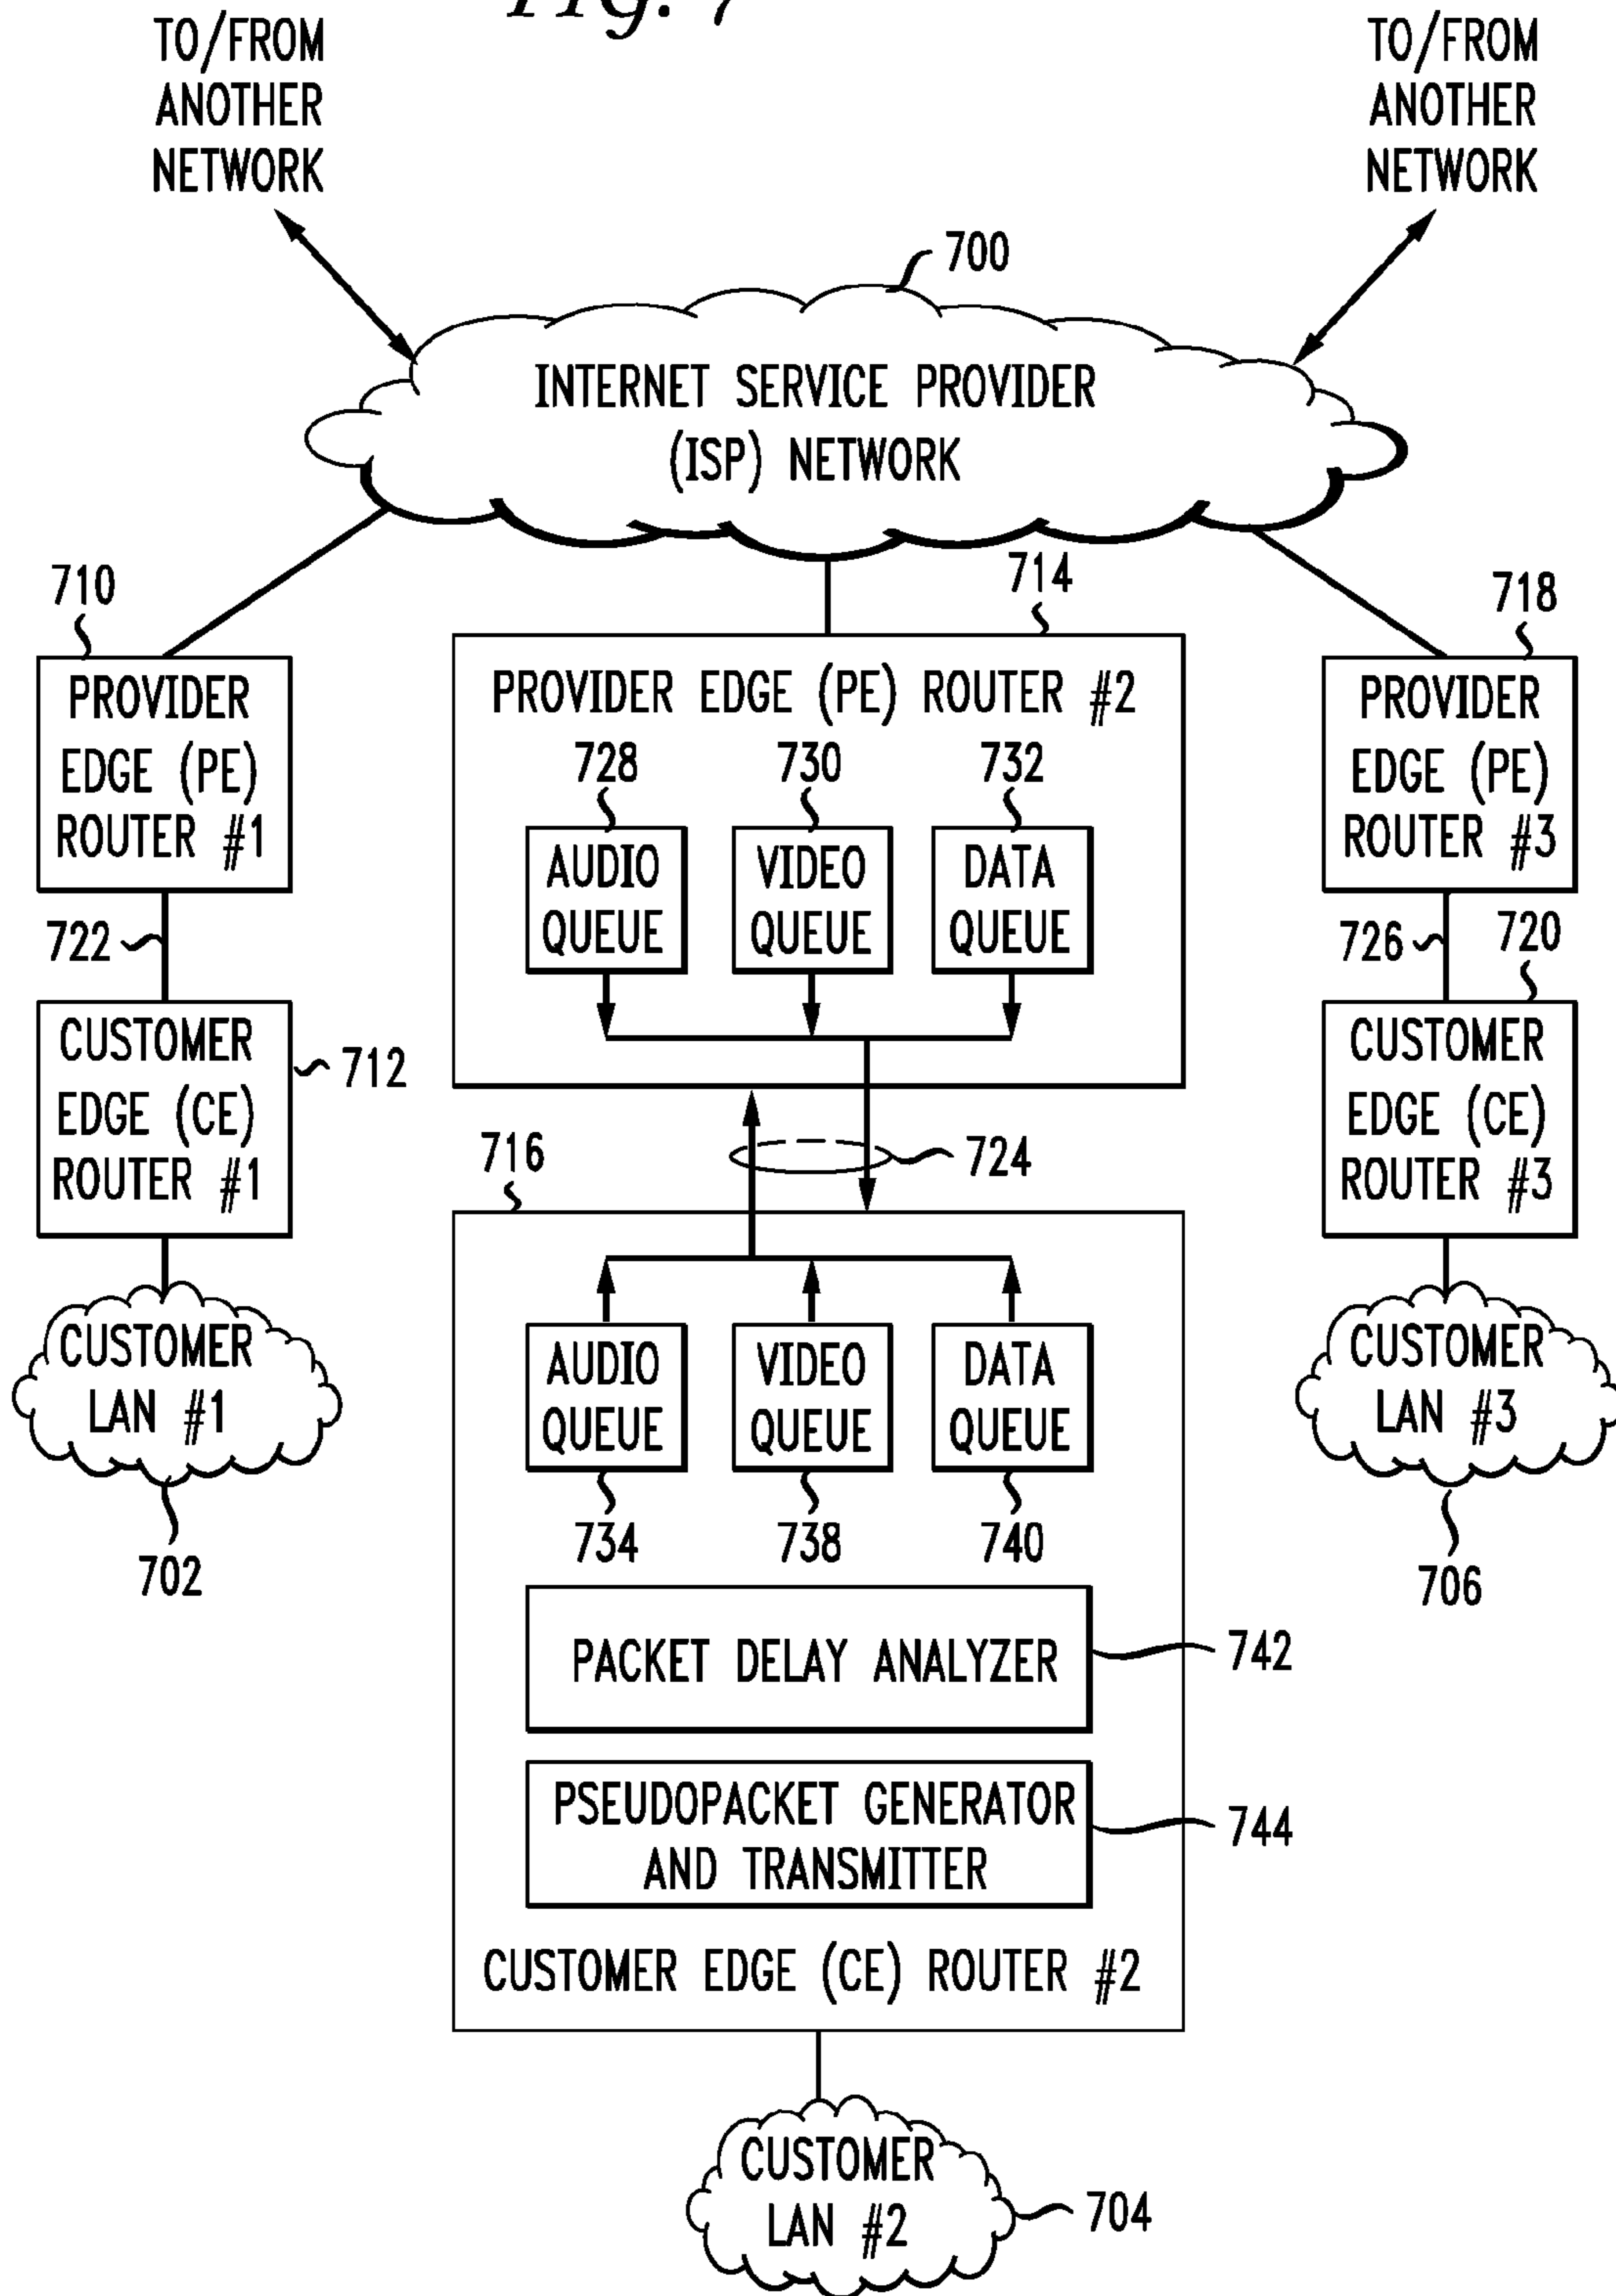 Fig. 7
TO/FROM
ANOTHER
NETWORK
TO/FROM
ANOTHER
NETWORK
700
INTERNET SERVICE PROVIDER
(ISP) NETWORK
710
PROVIDER
EDGE (PE)
ROUTER #1
722
CUSTOMER
EDGE (CE)
ROUTER #1
712
CUSTOMER
LAN #1
702
714
PROVIDER EDGE (PE) ROUTER #2
728
730
732
AUDIO
QUEUE
VIDEO
QUEUE
DATA
QUEUE
724
716
AUDIO
QUEUE
VIDEO
QUEUE
DATA
QUEUE
734
738
740
PACKET DELAY ANALYZER
742
PSEUDOPACKET GENERATOR
AND TRANSMITTER
744
CUSTOMER EDGE (CE) ROUTER #2
CUSTOMER
LAN #2
704
718
PROVIDER
EDGE (PE)
ROUTER #3
726
720
CUSTOMER
EDGE (CE)
ROUTER #3
CUSTOMER
LAN #3
706